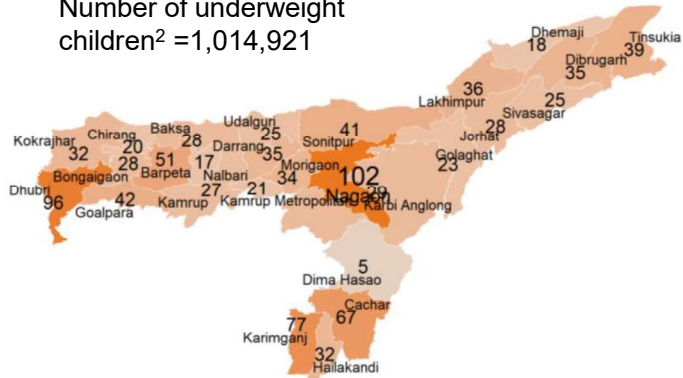 Number of underweight
children2 =1,014,921
Dhemaji
18
Tinsukia
39
Dibrugarh
35
36
Lakhimpur
25
Sivasagar
28
Jorhat
Golaghat
23
Udalguri
25
41
Sonitpur
Baksa
28
Chirang
20
Kokrajhar
32
Darrang
35
Morigaon
34
28
Bongaigaon
51
Barpeta
17
Nalbari
102
Nagaon
29
Karbi Anglong
Dhubri
96
42
Goalpara
27
Kamrup
21
Kamrup Metropolitan
5
Dima Hasao
Cachar
67
77
Karimganj
32
Hailakandi